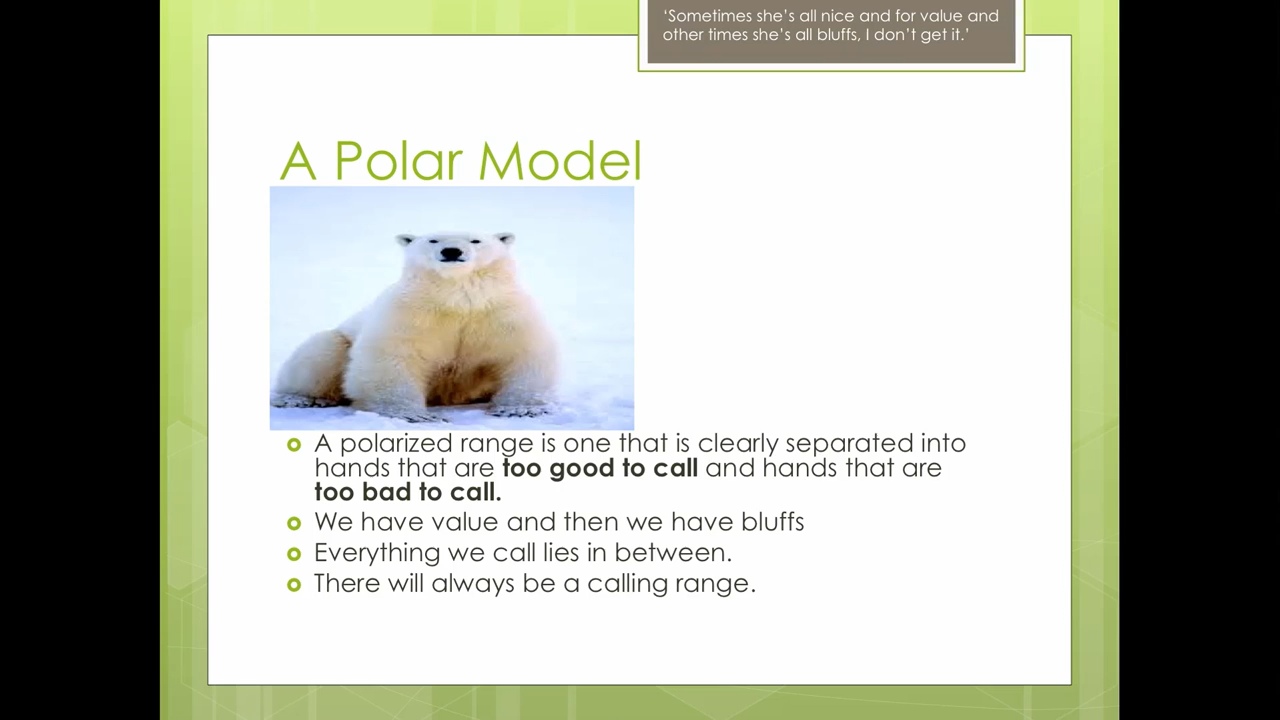 ‘Sometimes she’s all nice and for value and
other times she’s all bluffs, I don’t get it.’
A Polar Model
A polarized range is one that is clearly separated into
hands that are too good to call and hands that are
too bad to call.
We have value and then we have bluffs
Everything we call lies in between.
There will always be a calling range.